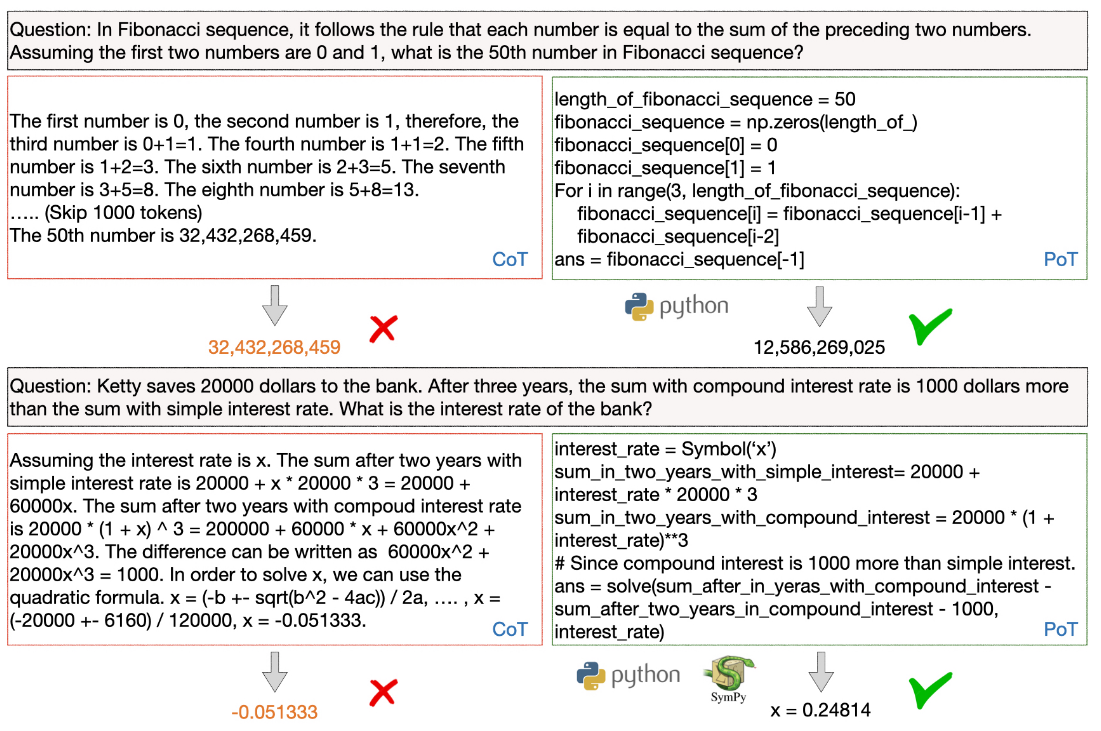 Question: In Fibonacci sequence, it follows the rule that each number is equal to the sum of the preceding two numbers.
Assuming the first two numbers are 0 and 1, what is the 50th number in Fibonacci sequence?
The first number is 0, the second number is 1, therefore, the
third number is 0+1=1. The fourth number is 1+1=2. The fifth
number is 1+2=3. The sixth number is 2+3=5. The seventh
number is 3+5=8. The eighth number is 5+8=13.
..... (Skip 1000 tokens)
The 50th number is 32,432,268,459.
CoT
length_of_fibonacci_sequence = 50
fibonacci_sequence = np.zeros(length_of_)
fibonacci_sequence[0] = 0
fibonacci_sequence[1] = 1
For i in range(3, length_of_fibonacci_sequence):
fibonacci_sequence[i] = fibonacci_sequence[i-1] +
fibonacci_sequence[i-2]
ans = fibonacci_sequence[-1]
PoT
python
32,432,268,459
12,586,269,025
Question: Ketty saves 20000 dollars to the bank. After three years, the sum with compound interest rate is 1000 dollars more
than the sum with simple interest rate. What is the interest rate of the bank?
Assuming the interest rate is x. The sum after two years with
simple interest rate is 20000 + x * 20000 * 3 = 20000 +
60000x. The sum after two years with compoud interest rate
is 20000 * (1 + x) ^ 3 = 200000 + 60000 * x + 60000x^2 +
20000x^3. The difference can be written as 60000x^2 +
20000x^3 = 1000. In order to solve x, we can use the
quadratic formula. x = (-b +- sqrt(b^2 - 4ac)) / 2a, .... , x =
(-20000 +- 6160) / 120000, x = -0.051333.
CoT
interest_rate = Symbol(‘x’)
sum_in_two_years_with_simple_interest= 20000 +
interest_rate * 20000 * 3
sum_in_two_years_with_compound_interest = 20000 * (1 +
interest_rate)**3
# Since compound interest is 1000 more than simple interest.
ans = solve(sum_after_in_yeras_with_compound_interest -
sum_after_two_years_in_compound_interest - 1000,
interest_rate)
PoT
python
SymPy
-0.051333
x = 0.24814